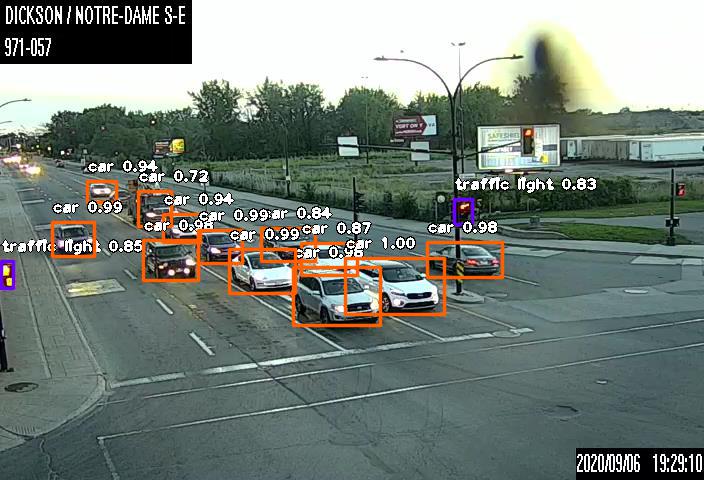 DICKSON / NOTRE-DAME S-E
971-057
car 0.94
car 0.72
car 0.94
car 0.99
car 0.99
car 0.84
car 0.98
car 0.99
car 0.87
car 1.00
car 0.98
car 0.98
traffic light 0.83
traffic light 0.85
2020/09/06 19:29:10